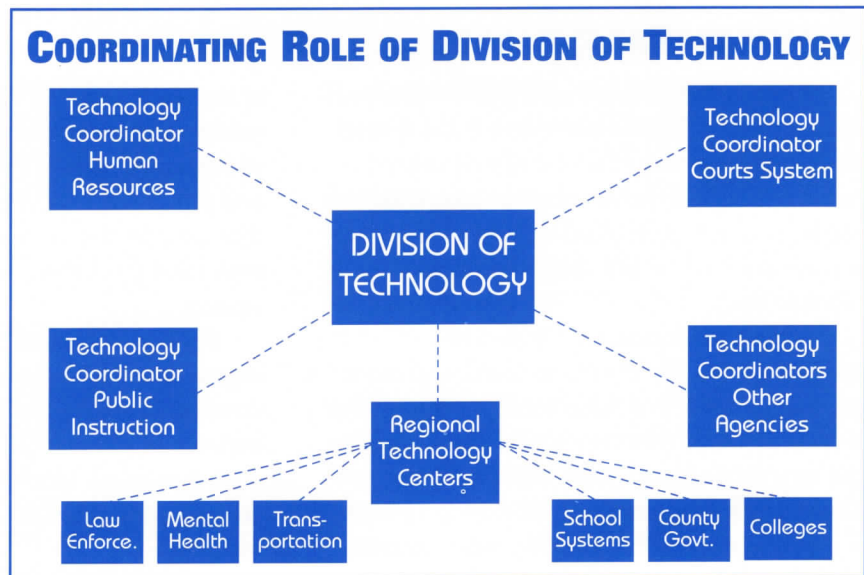 COORDINATING ROLE OF DIVISION OF TECHNOLOGY
Technology
Coordinator
Human
Resources
Technology
Coordinator
Courts System
DIVISION OF
TECHNOLOGY
Technology
Coordinator
Public
Instruction
Technology
Coordinators
Other
Agencies
Regional
Technology
Centers
Law
Enforce.
Mental
Health
Trans-
portation
School
Systems
County
Govt.
Colleges